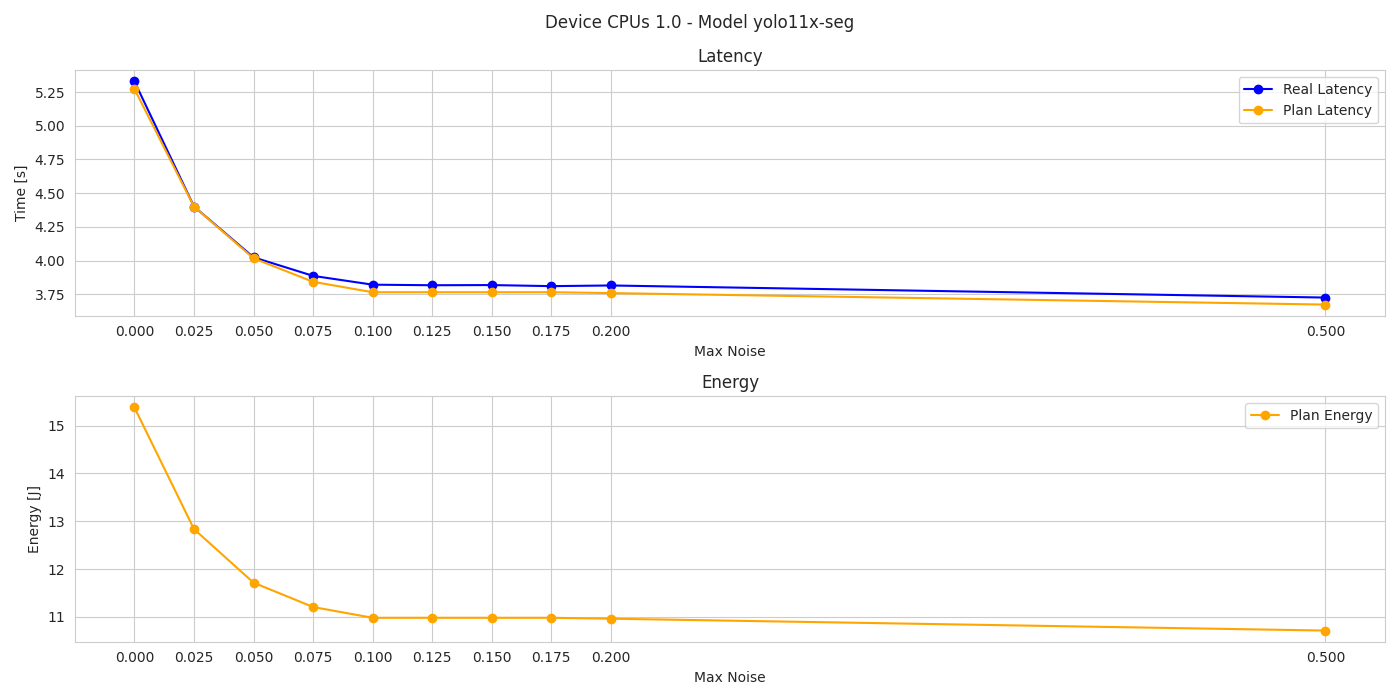 Device CPUs 1.0 - Model yolo11x-seg
Latency
Real Latency
Plan Latency
Time [s]
5.25
5.00
4.75
4.50
4.25
4.00
3.75
0.000 0.025 0.050 0.075 0.100 0.125 0.150 0.175 0.200 0.500
Max Noise
Energy
Plan Energy
Energy [J]
15
14
13
12
11
0.000 0.025 0.050 0.075 0.100 0.125 0.150 0.175 0.200 0.500
Max Noise